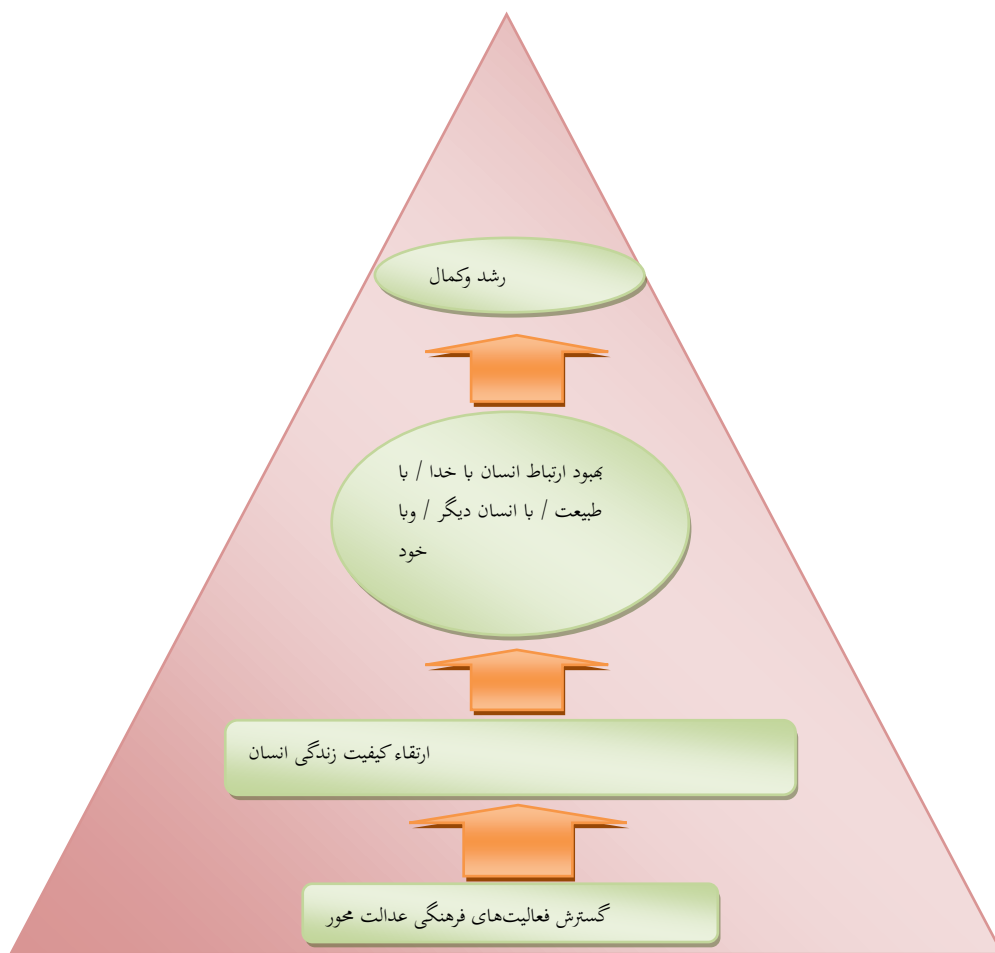 رشد وکمال
بهبود ارتباط انسان با خدا / با
طبیعت / با انسان دیگر / وبا
خود
ارتقاء کیفیت زندگی انسان
گسترش فعالیت‌های فرهنگی عدالت محور